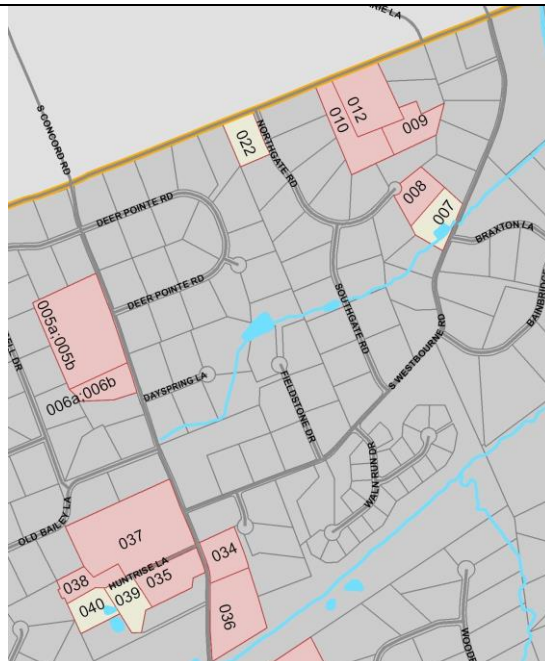 RIE LA
S CONCORD RD
012
010
009
022
NORTHGATE RD
008
007
DEER POINTE RD
BRAXTON LA
DEER POINTE RD
BAINBRIDGE
SOUTHGATE RD
S WESTBOURNE RD
005a;005b
006a;006b
DAYSPRING LA
FIELDSTONE DR
WALN RUN DR
OLD BAILEY LA
037
034
HUNTRISE LA
035
038
039
040
036